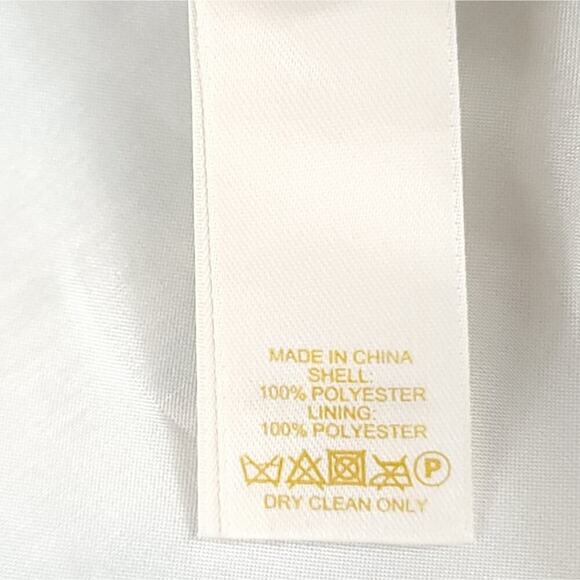 MADE IN CHINA
SHELL:
100% POLYESTER
LINING:
100% POLYESTER
P
DRY CLEAN ONLY